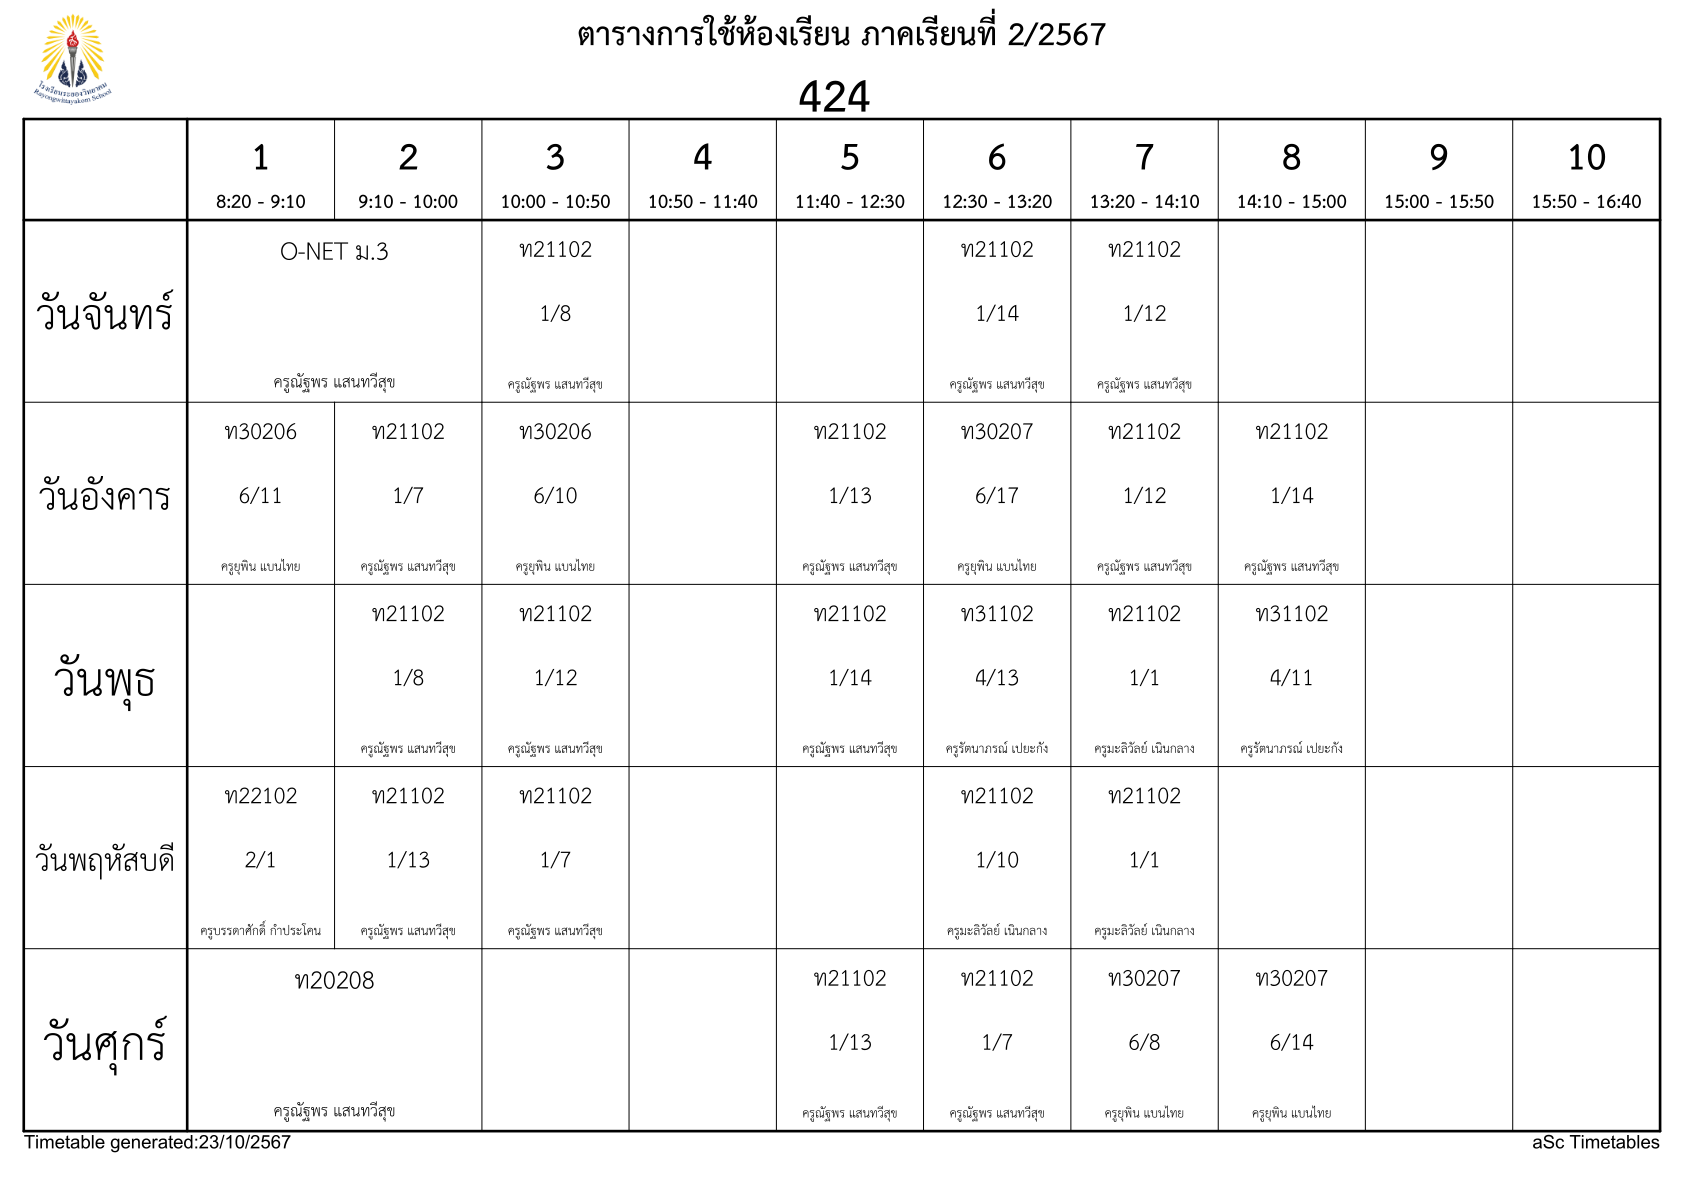 ตารางการใช้ห้องเรียน ภาคเรียนที่ 2/2567
โรงเรียนระยองวิทยาคม
Rayongwittayakom School
424
1 2 3 4 5 6 7 8 9 10
8:20 - 9:10 9:10 - 10:00 10:00 - 10:50 10:50 - 11:40 11:40 - 12:30 12:30 - 13:20 13:20 - 14:10 14:10 - 15:00 15:00 - 15:50 15:50 - 16:40
วันจันทร์
O-NET ม.3 ท21102 ท21102 ท21102
1/8 1/14 1/12
ครูณัฐพร แสนทวีสุข ครูณัฐพร แสนทวีสุข ครูณัฐพร แสนทวีสุข ครูณัฐพร แสนทวีสุข
วันอังคาร
ท30206 ท21102 ท30206 ท21102 ท30207 ท21102 ท21102
6/11 1/7 6/10 1/13 6/17 1/12 1/14
ครูยุพิน แบนไทย ครูณัฐพร แสนทวีสุข ครูยุพิน แบนไทย ครูณัฐพร แสนทวีสุข ครูยุพิน แบนไทย ครูณัฐพร แสนทวีสุข ครูณัฐพร แสนทวีสุข
วันพุธ
ท21102 ท21102 ท21102 ท31102 ท21102 ท31102
1/8 1/12 1/14 4/13 1/1 4/11
ครูณัฐพร แสนทวีสุข ครูณัฐพร แสนทวีสุข ครูณัฐพร แสนทวีสุข ครูรัตนาภรณ์ เปยะกัง ครูมะลิวัลย์ เนินกลาง ครูรัตนาภรณ์ เปยะกัง
วันพฤหัสบดี
ท22102 ท21102 ท21102 ท21102 ท21102
2/1 1/13 1/7 1/10 1/1
ครูบรรดาศักดิ์ กำประโคน ครูณัฐพร แสนทวีสุข ครูณัฐพร แสนทวีสุข ครูมะลิวัลย์ เนินกลาง ครูมะลิวัลย์ เนินกลาง
วันศุกร์
ท20208 ท21102 ท21102 ท30207 ท30207
1/13 1/7 6/8 6/14
ครูณัฐพร แสนทวีสุข ครูณัฐพร แสนทวีสุข ครูณัฐพร แสนทวีสุข ครูยุพิน แบนไทย ครูยุพิน แบนไทย
Timetable generated:23/10/2567 aSc Timetables